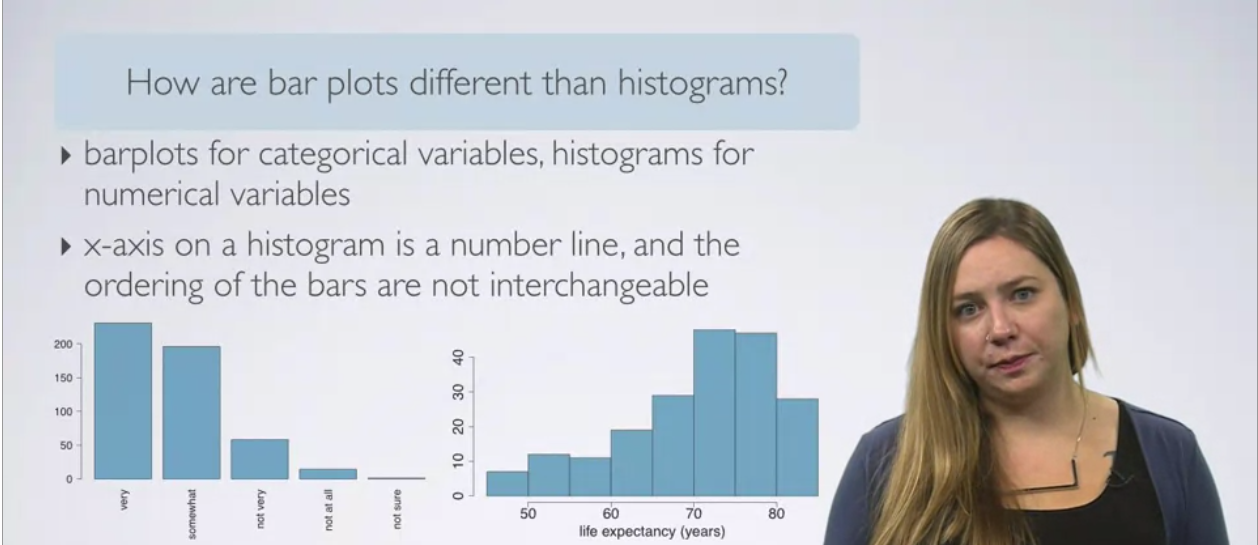 How are bar plots different than histograms?
barplots for categorical variables, histograms for
numerical variables
x-axis on a histogram is a number line, and the
ordering of the bars are not interchangeable
200
150
100
50
0
very
somewhat
not very
not at all
not sure
40
30
20
10
0
50 60 70 80
life expectancy (years)